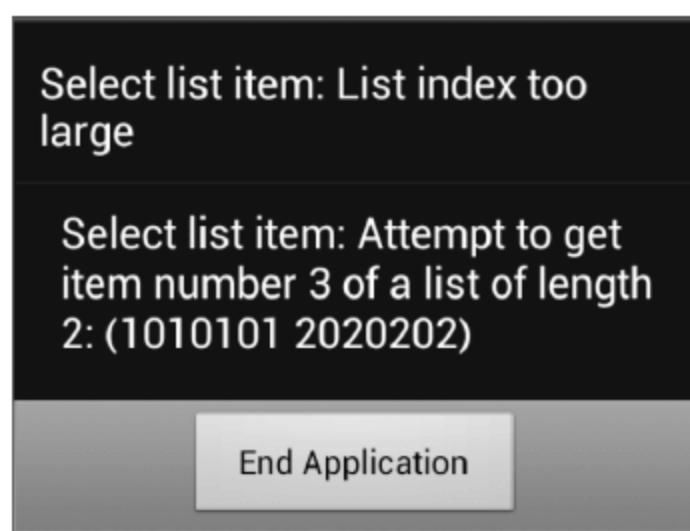 Select list item: List index too
large
Select list item: Attempt to get
item number 3 of a list of length
2: (1010101 2020202)
End Application